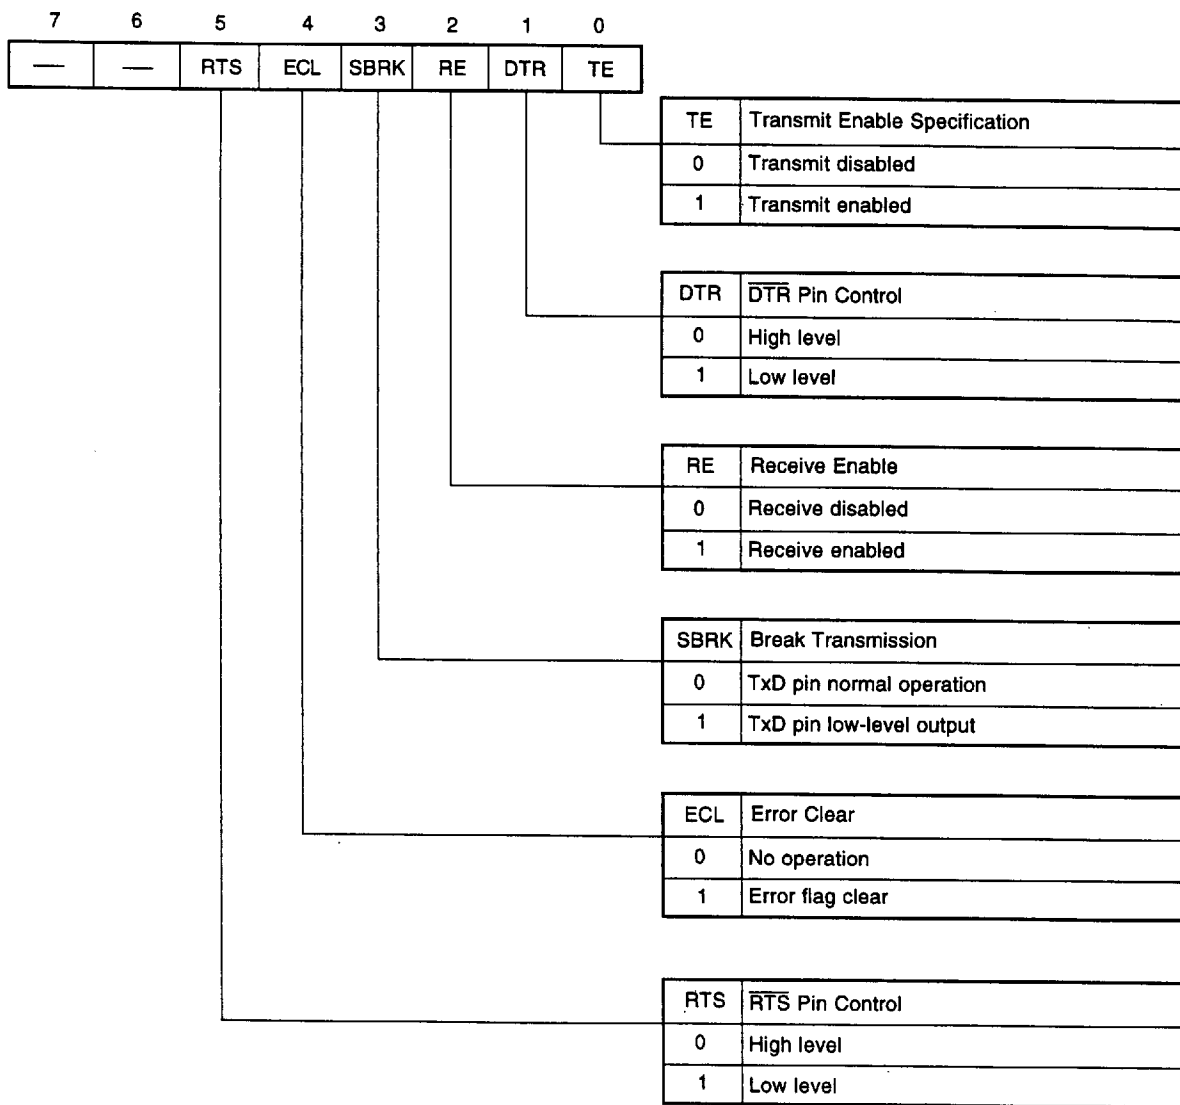 7 6 5 4 3 2 1 0
— — RTS ECL SBRK RE DTR TE
TE Transmit Enable Specification
0 Transmit disabled
1 Transmit enabled
DTR D̅T̅R̅ Pin Control
0 High level
1 Low level
RE Receive Enable
0 Receive disabled
1 Receive enabled
SBRK Break Transmission
0 TxD pin normal operation
1 TxD pin low-level output
ECL Error Clear
0 No operation
1 Error flag clear
RTS R̅T̅S̅ Pin Control
0 High level
1 Low level